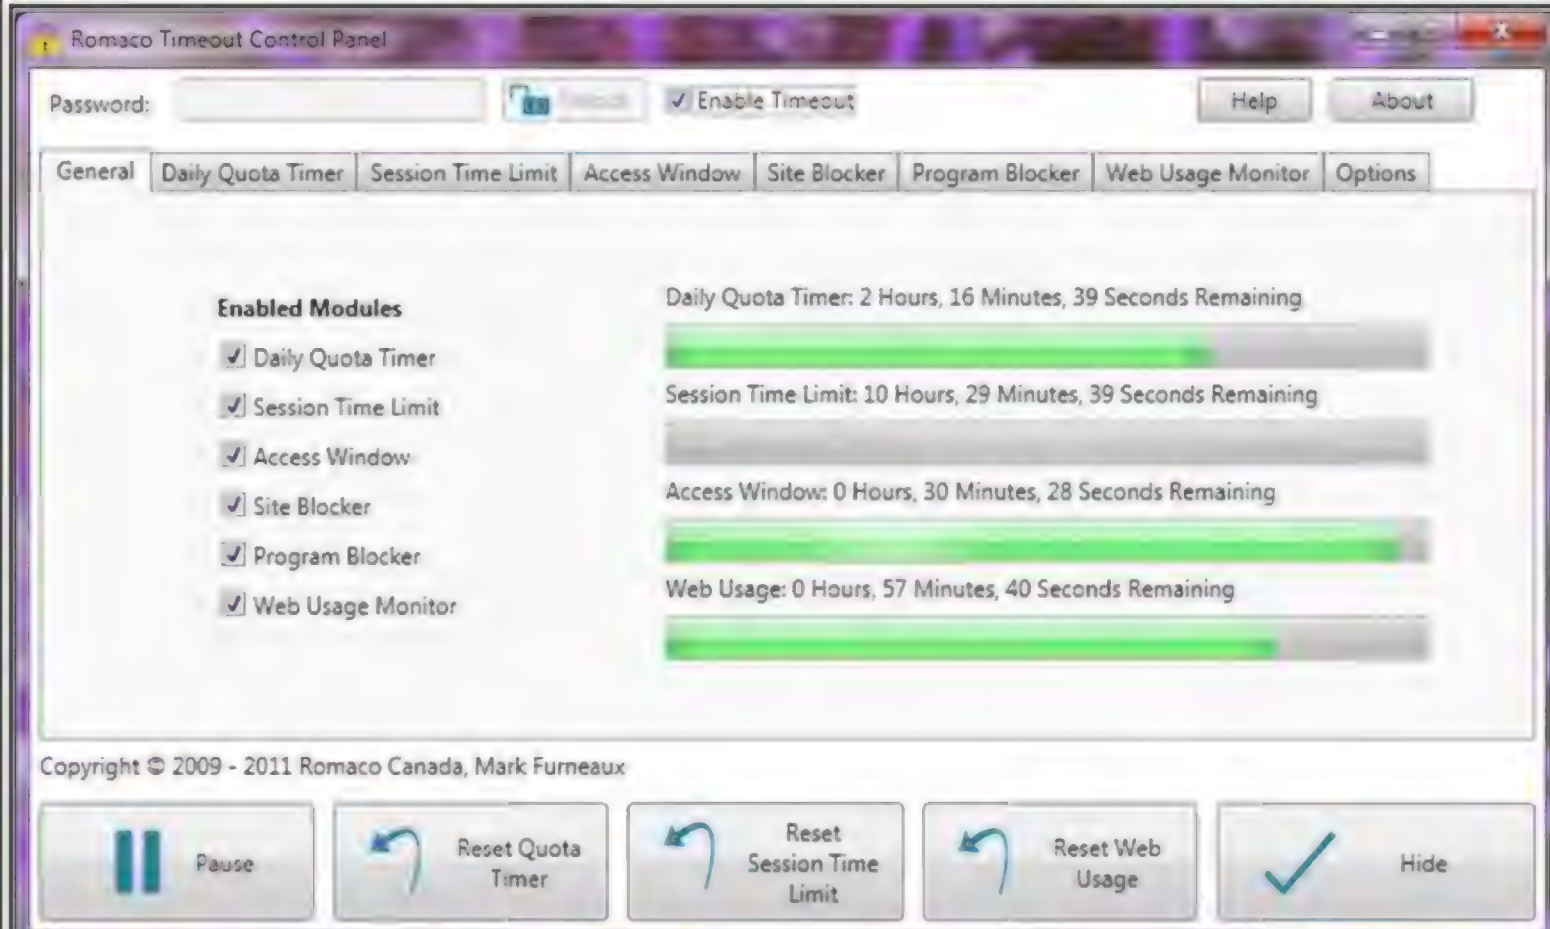 Romaco Timeout Control Panel
Password:
Enable Timeout
Help
About
General
Daily Quota Timer
Session Time Limit
Access Window
Site Blocker
Program Blocker
Web Usage Monitor
Options
Enabled Modules
Daily Quota Timer
Session Time Limit
Access Window
Site Blocker
Program Blocker
Web Usage Monitor
Daily Quota Timer: 2 Hours, 16 Minutes, 39 Seconds Remaining
Session Time Limit: 10 Hours, 29 Minutes, 39 Seconds Remaining
Access Window: 0 Hours, 30 Minutes, 28 Seconds Remaining
Web Usage: 0 Hours, 57 Minutes, 40 Seconds Remaining
Copyright © 2009 - 2011 Romaco Canada, Mark Furneaux
Pause
Reset Quota
Timer
Reset
Session Time
Limit
Reset Web
Usage
Hide